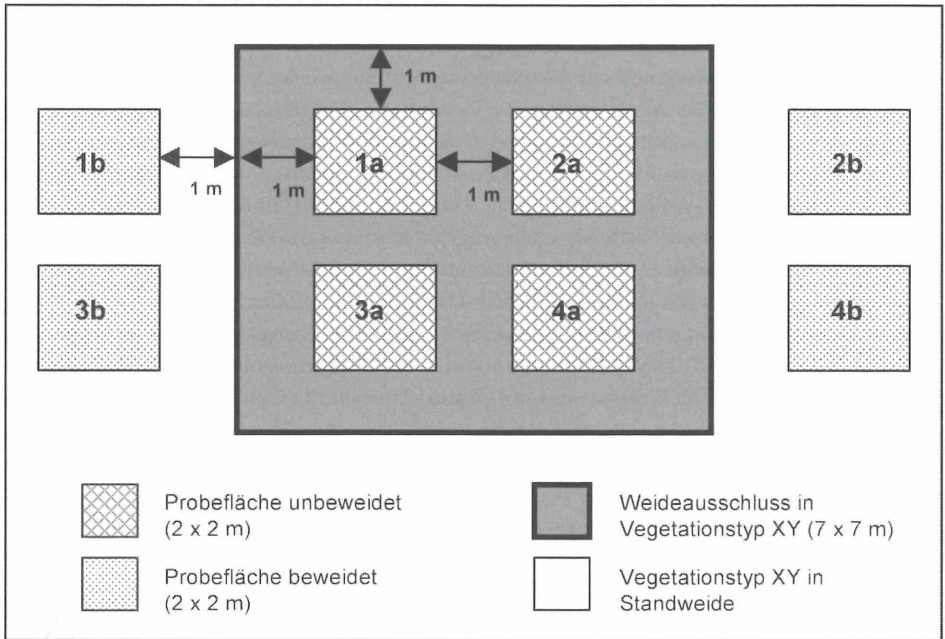 1 m
1b
1 m
1 m
1a
1 m
2a
2b
3b
3a
4a
4b
Probefläche unbeweidet
(2 x 2 m)
Weideausschluss in
Vegetationstyp XY (7 x 7 m)
Probefläche beweidet
(2 x 2 m)
Vegetationstyp XY in
Standweide